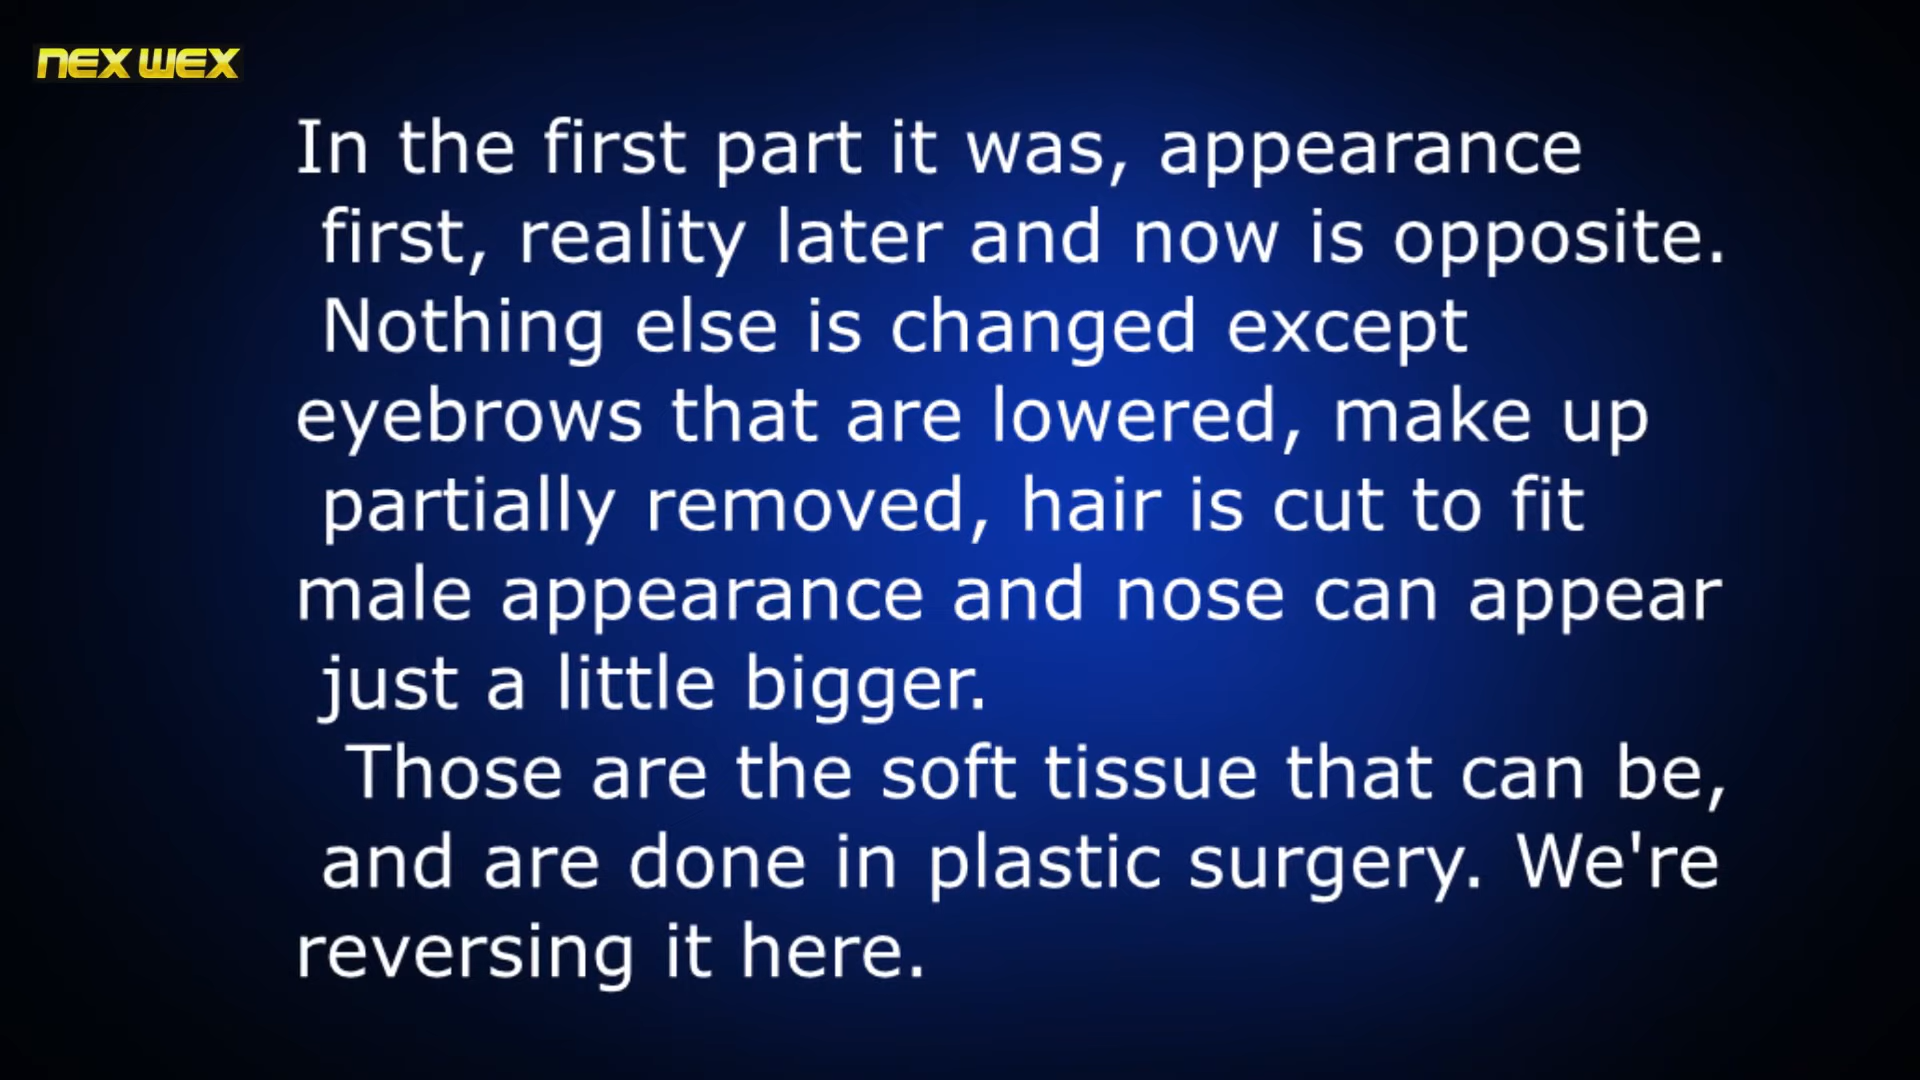 NEX WEX
In the first part it was, appearance
first, reality later and now is opposite.
Nothing else is changed except
eyebrows that are lowered, make up
partially removed, hair is cut to fit
male appearance and nose can appear
just a little bigger.
Those are the soft tissue that can be,
and are done in plastic surgery. We're
reversing it here.